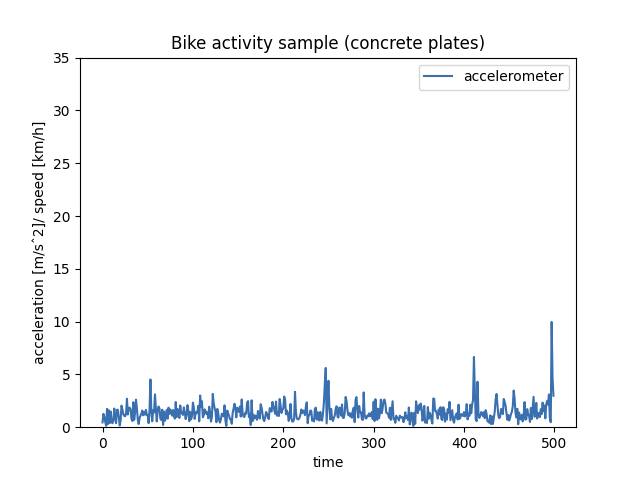 Bike activity sample (concrete plates)
accelerometer
acceleration [m/sˆ2]/ speed [km/h]
35
30
25
20
15
10
5
0
0 100 200 300 400 500
time